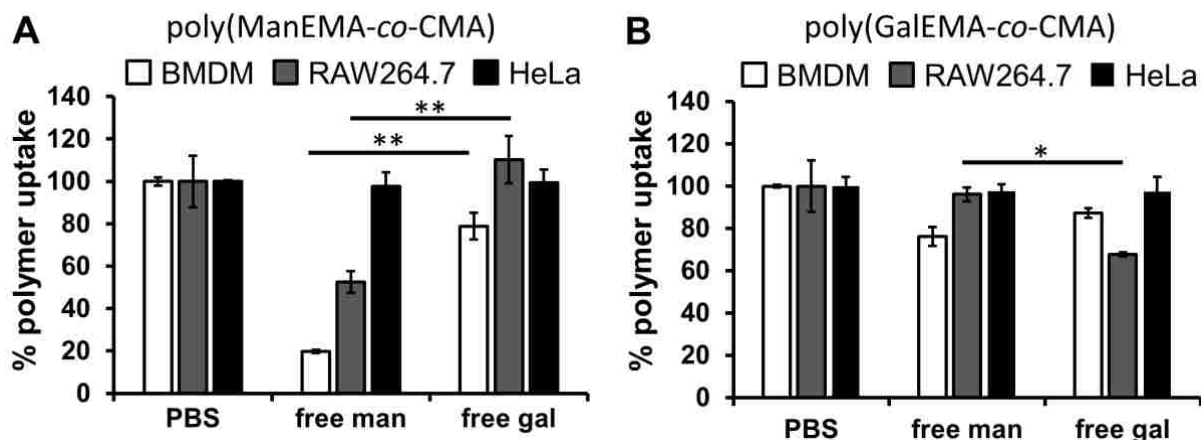 A
poly(ManEMA-co-CMA)
BMDM RAW264.7 HeLa
% polymer uptake
140
120
100
80
60
40
20
0
**
**
PBS free man free gal
B
poly(GalEMA-co-CMA)
BMDM RAW264.7 HeLa
% polymer uptake
140
120
100
80
60
40
20
0
*
PBS free man free gal